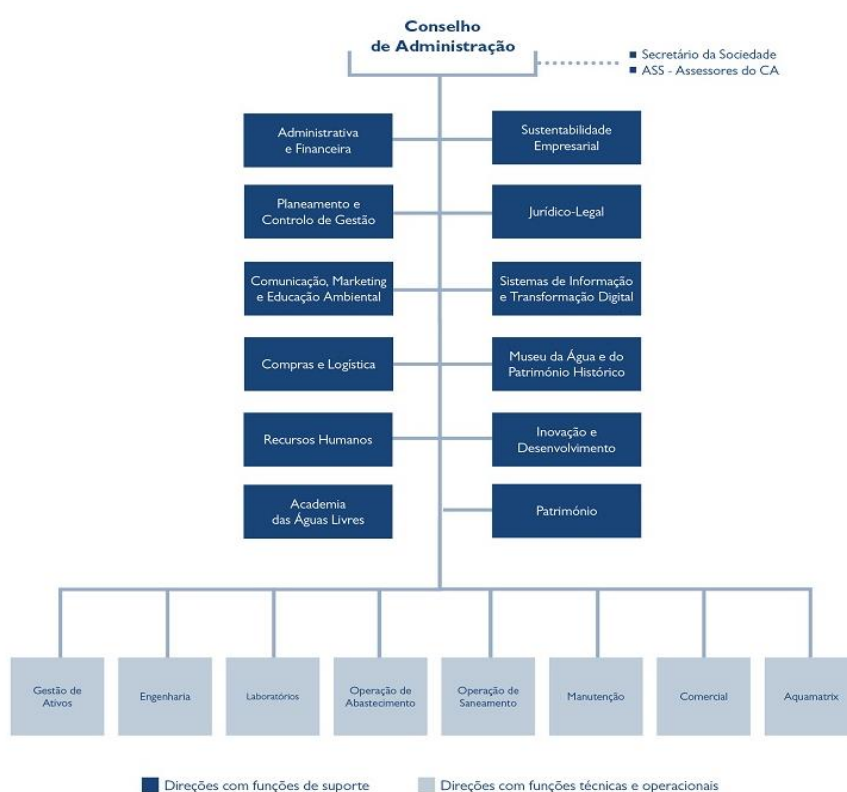 Conselho
de Administração
■ Secretário da Sociedade
■ ASS - Assessores do CA
Administrativa
e Financeira
Sustentabilidade
Empresarial
Planeamento e
Controlo de Gestão
Jurídico-Legal
Comunicação, Marketing
e Educação Ambiental
Sistemas de Informação
e Transformação Digital
Compras e Logística
Museu da Água e do
Património Histórico
Recursos Humanos
Inovação e
Desenvolvimento
Academia
das Águas Livres
Património
Gestão de
Ativos
Engenharia
Laboratórios
Operação de
Abastecimento
Operação de
Saneamento
Manutenção
Comercial
Aquamatrix
Direções com funções de suporte
Direções com funções técnicas e operacionais